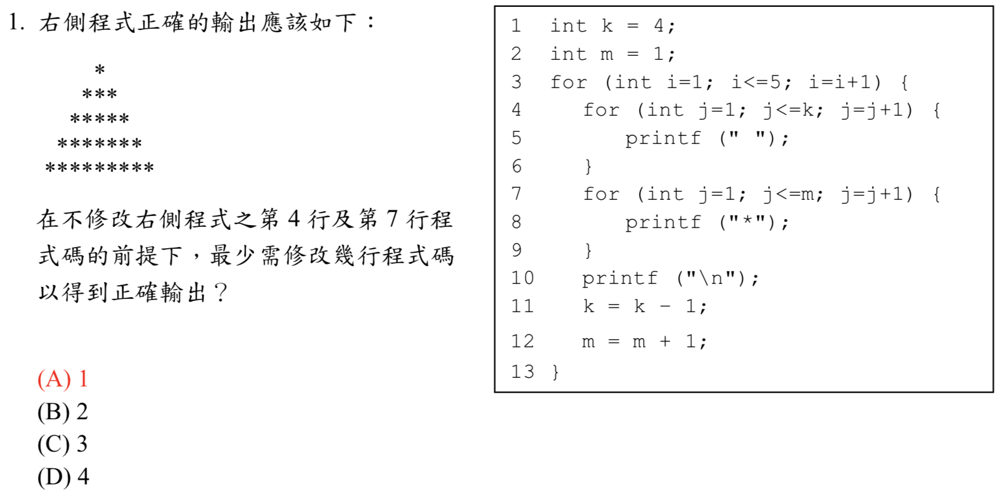 1. 右側程式正確的輸出應該如下：
*
***
*****
*******
*********
在不修改右側程式之第 4 行及第 7 行程
式碼的前提下，最少需修改幾行程式碼
以得到正確輸出？
(A) 1
(B) 2
(C) 3
(D) 4
1 int k = 4;
2 int m = 1;
3 for (int i=1; i<=5; i=i+1) {
4 for (int j=1; j<=k; j=j+1) {
5 printf (" ");
6 }
7 for (int j=1; j<=m; j=j+1) {
8 printf ("*");
9 }
10 printf ("\n");
11 k = k – 1;
12 m = m + 1;
13 }